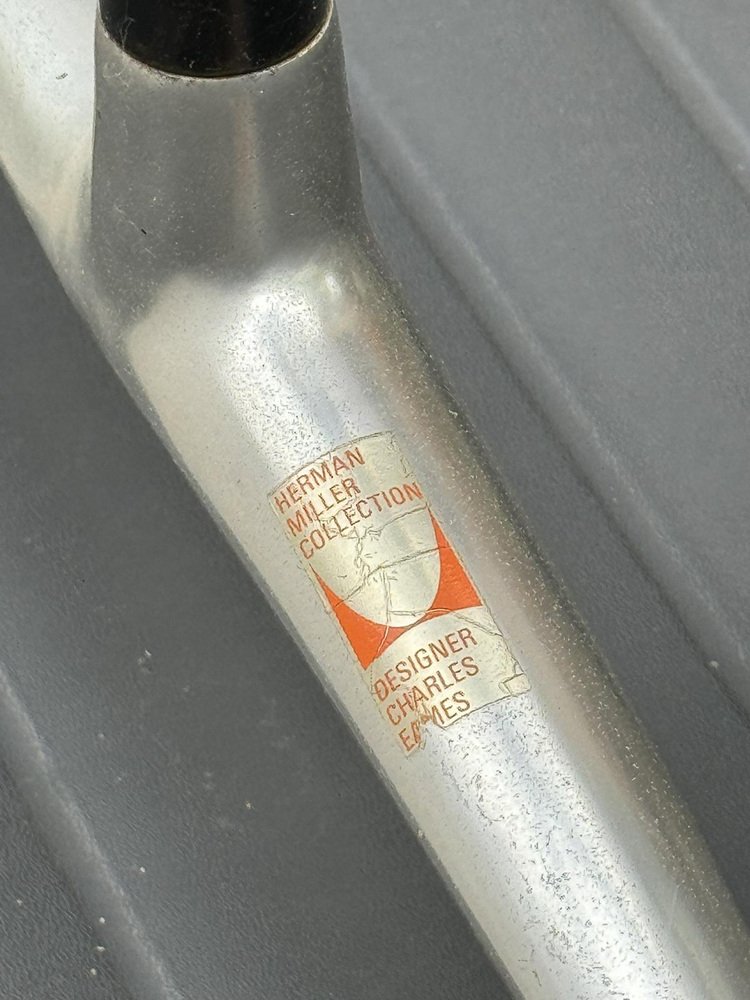 HERMAN
MILLER
COLLECTION
DESIGNER
CHARLES
EAMES